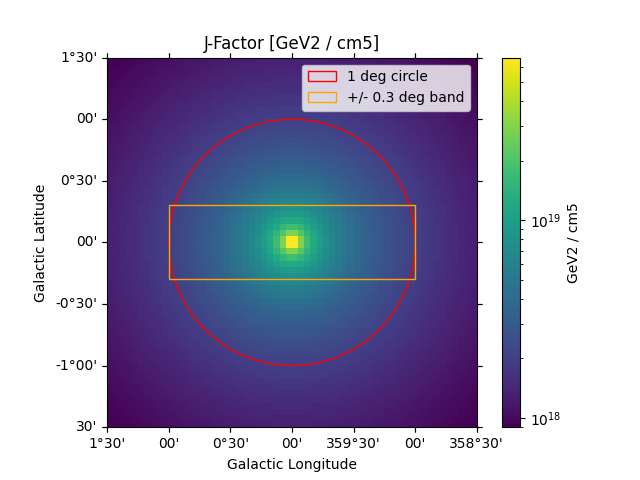 J-Factor [GeV2 / cm5]
1 deg circle
+/- 0.3 deg band
1°30'
00'
0°30'
00'
-0°30'
-1°00'
30'
Galactic Latitude
1°30'
00'
0°30'
00'
359°30'
00'
358°30'
Galactic Longitude
10^19
10^18
GeV2 / cm5